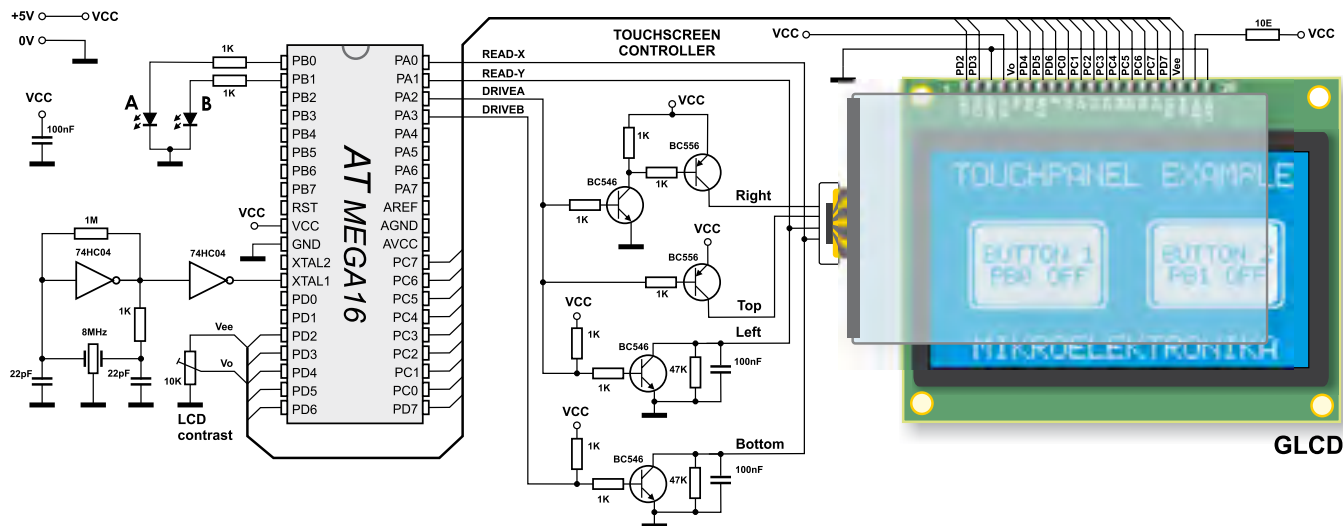 +5V VCC
0V
VCC
100nF
A
B
1K
1K
PB0
PB1
PB2
PB3
PB4
PB5
PB6
PB7
RST
VCC
GND
XTAL2
XTAL1
PD0
PD1
PD2
PD3
PD4
PD5
PD6
AT MEGA16
PA0
PA1
PA2
PA3
PA4
PA5
PA6
PA7
AREF
AGND
AVCC
PC7
PC6
PC5
PC4
PC3
PC2
PC1
PC0
PD7
VCC
1M
74HC04
74HC04
1K
8MHz
22pF
22pF
Vee
Vo
10K
LCD
contrast
READ-X
READ-Y
DRIVEA
DRIVEB
TOUCHSCREEN
CONTROLLER
VCC
1K
BC556
1K
BC546
1K
Right
VCC
BC556
1K
Top
VCC
1K
Left
BC546
1K
47K
100nF
VCC
1K
Bottom
BC546
1K
47K
100nF
VCC
PD2
PD3
Vo
PD4
PD5
PD6
PC0
PC1
PC2
PC3
PC4
PC5
PC6
PC7
PD7
Vee
10E
VCC
TOUCHPANEL EXAMPLE
BUTTON 1
PB0 OFF
BUTTON 2
PB1 OFF
MIKROELEKTRONIKA
GLCD